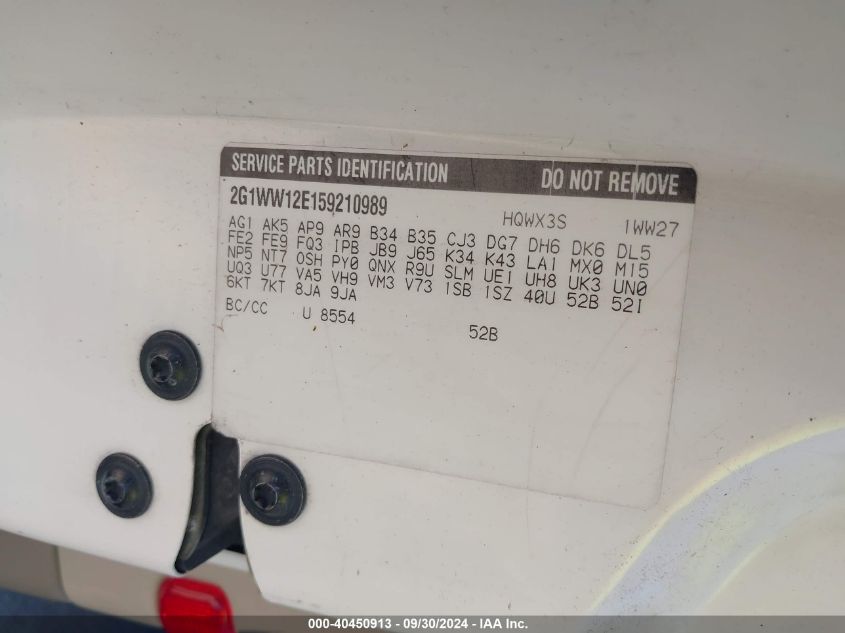 SERVICE PARTS IDENTIFICATION DO NOT REMOVE
2G1WW12E159210989 HQWX3S 1WW27
AG1 AK5 AP9 AR9 B34 B35 CJ3 DG7 DH6 DK6 DL5
FE2 FE9 FQ3 IPB JB9 J65 K34 K43 LA1 MX0 M15
NP5 NT7 OSH PY0 QNX R9U SLM UE1 UH8 UK3 UN0
UQ3 U77 VA5 VH9 VM3 V73 1SB 1SZ 40U 52B 52I
6KT 7KT 8JA 9JA
BC/CC U 8554 52B
000-40450913 - 09/30/2024 - IAA Inc.